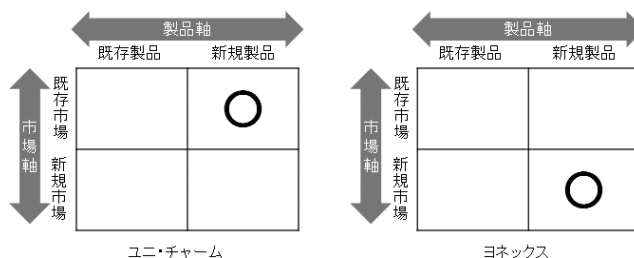 製品軸
既存製品 新規製品
市場軸
既存市場
新規市場
ユニ・チャーム
製品軸
既存製品 新規製品
市場軸
既存市場
新規市場
ヨネックス